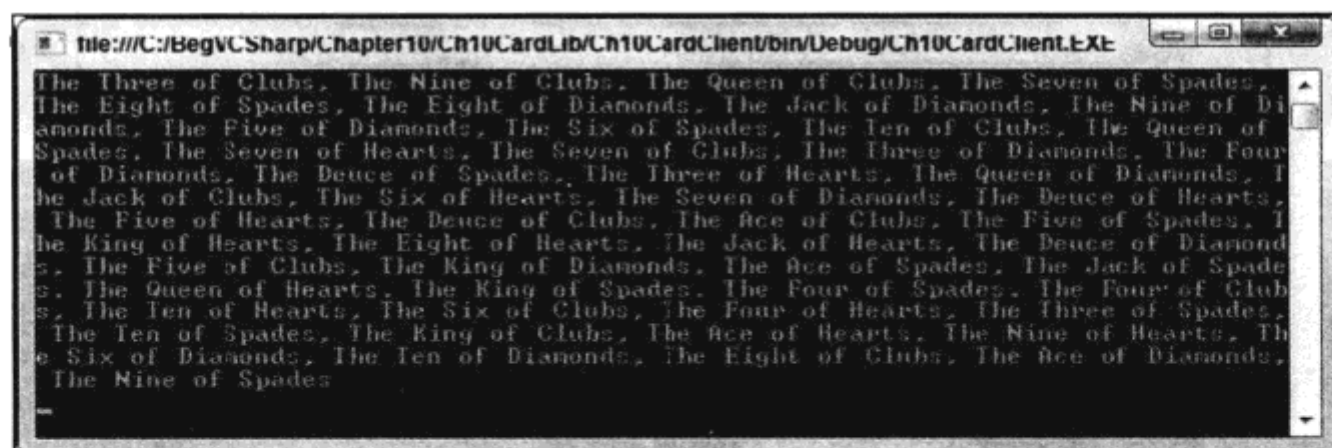 file:///C:/BegVCSharp/Chapter10/Ch10CardLib/Ch10CardClient/bin/Debug/Ch10CardClient.EXE
The Three of Clubs, The Nine of Clubs, The Queen of Clubs, The Seven of Spades,
The Eight of Spades, The Eight of Diamonds, The Jack of Diamonds, The Nine of Di
amonds, The Five of Diamonds, The Six of Spades, The Ten of Clubs, The Queen of
Spades, The Seven of Hearts, The Seven of Clubs, The Three of Diamonds, The Four
of Diamonds, The Deuce of Spades, The Three of Hearts, The Queen of Diamonds, T
he Jack of Clubs, The Six of Hearts, The Seven of Diamonds, The Deuce of Hearts,
The Five of Hearts, The Deuce of Clubs, The Ace of Clubs, The Five of Spades, T
he King of Hearts, The Eight of Hearts, The Jack of Hearts, The Deuce of Diamond
s, The Five of Clubs, The King of Diamonds, The Ace of Spades, The Jack of Spade
s, The Queen of Hearts, The King of Spades, The Four of Spades, The Four of Club
s, The Ten of Hearts, The Six of Clubs, The Four of Hearts, The Three of Spades,
The Ten of Spades, The King of Clubs, The Ace of Hearts, The Nine of Hearts, Th
e Six of Diamonds, The Ten of Diamonds, The Eight of Clubs, The Ace of Diamonds,
The Nine of Spades